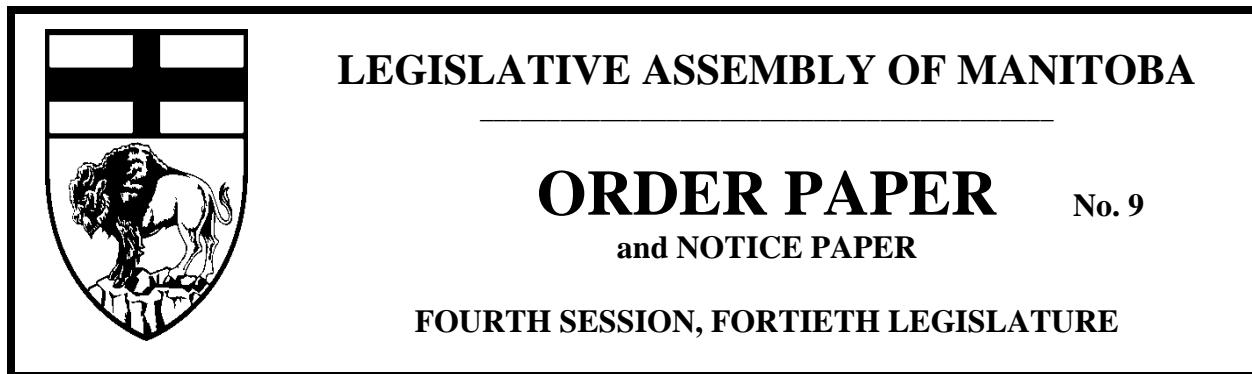 LEGISLATIVE ASSEMBLY OF MANITOBA
ORDER PAPER No. 9
and NOTICE PAPER
FOURTH SESSION, FORTIETH LEGISLATURE